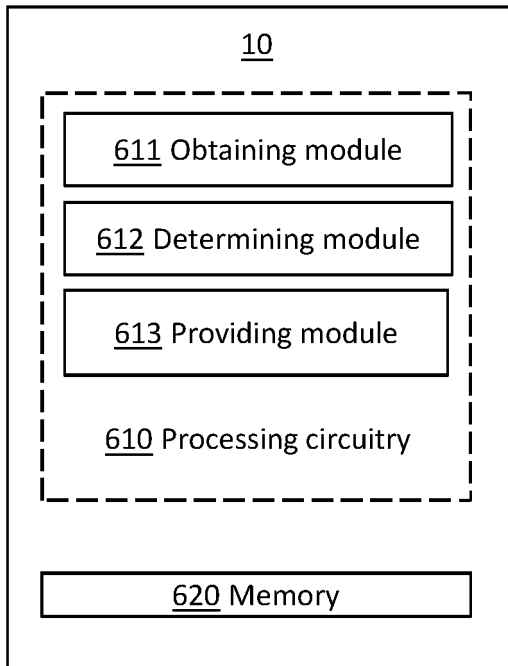 10
611 Obtaining module
612 Determining module
613 Providing module
610 Processing circuitry
620 Memory